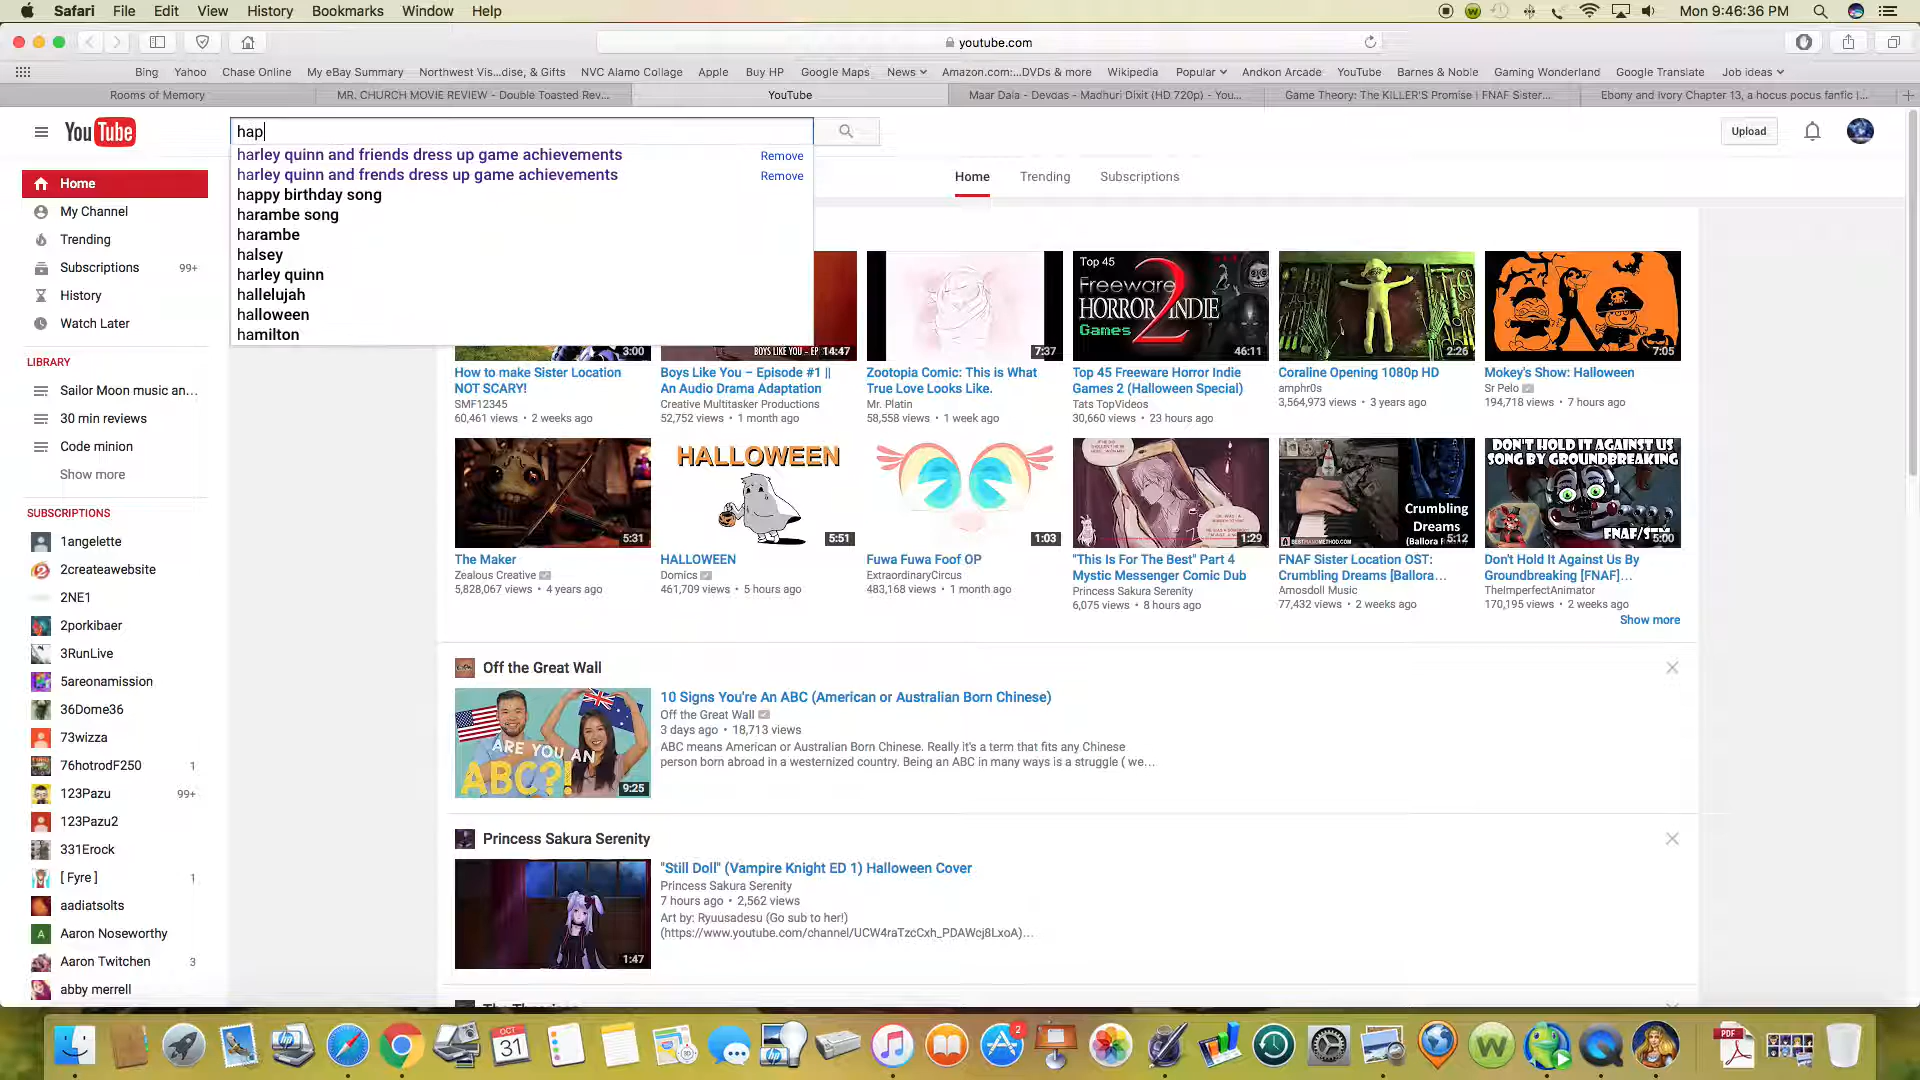 Safari File Edit View History Bookmarks Window Help
Mon 9:46:36 PM
youtube.com
Bing Yahoo Chase Online My eBay Summary Northwest Vis...dise, & Gifts NVC Alamo Collage Apple Buy HP Google Maps News Amazon.com:...DVDs & more Wikipedia Popular Andkon Arcade YouTube Barnes & Noble Gaming Wonderland Google Translate Job ideas
Rooms of Memory
MR. CHURCH MOVIE REVIEW - Double Toasted Rev...
YouTube
Maar Dala - Devdas - Madhuri Dixit (HD 720p) - You...
Game Theory: The KILLER'S Promise | FNAF Sister...
Ebony and Ivory Chapter 13, a hocus pocus fanfic |...
YouTube
hap
Upload
harley quinn and friends dress up game achievements Remove
harley quinn and frends dress up game achievements Remove
happy birthday song
harambe song
harambe
halsey
harley quinn
hallelujah
halloween
hamilton
Home Trending Subscriptions
Home
My Channel
Trending
Subscriptions 99+
History
Watch Later
LIBRARY
Sailor Moon music an...
30 min reviews
Code minion
Show more
SUBSCRIPTIONS
1angelette
2createawebsite
2NE1
2porkibaer
3RunLive
5areonamission
36Dome36
73wizza
76hotrodF250 1
123Pazu 99+
123Pazu2
331Erock
[ Fyre ] 1
aadiatsolts
Aaron Noseworthy
Aaron Twitchen 3
abby merrell
3:00
How to make Sister Location
NOT SCARY!
SMF12345
60,461 views • 2 weeks ago
BOYS LIKE YOU - EP
14:47
Boys Like You – Episode #1 ||
An Audio Drama Adaptation
Creative Multitasker Productions
52,752 views • 1 month ago
7:37
Zootopia Comic: This is What
True Love Looks Like.
Mr. Platin
58,558 views • 1 week ago
Top 45
Freeware
HORROR INDIE
Games 2
46:11
Top 45 Freeware Horror Indie
Games 2 (Halloween Special)
Tats TopVideos
30,660 views • 23 hours ago
2:26
Coraline Opening 1080p HD
amphr0s
3,564,973 views • 3 years ago
7:05
Mokey's Show: Halloween
Sr Pelo
194,718 views • 7 hours ago
5:31
The Maker
Zealous Creative
5,828,067 views • 4 years ago
HALLOWEEN
5:51
HALLOWEEN
Domics
461,709 views • 5 hours ago
1:03
Fuwa Fuwa Foof OP
ExtraordinaryCircus
483,168 views • 1 month ago
1:29
"This Is For The Best" Part 4
Mystic Messenger Comic Dub
Princess Sakura Serenity
6,075 views • 8 hours ago
Crumbling
Dreams
(Ballora
5:12
FNAF Sister Location OST:
Crumbling Dreams [Ballora...
Amosdoll Music
77,432 views • 2 weeks ago
DON'T HOLD IT AGAINST US
SONG BY GROUNDBREAKING
FNAF/SFM
5:00
Don't Hold It Against Us By
Groundbreaking [FNAF]...
TheImperfectAnimator
170,195 views • 2 weeks ago
Show more
Off the Great Wall
ARE YOU AN
ABC?!
9:25
10 Signs You're An ABC (American or Australian Born Chinese)
Off the Great Wall
3 days ago • 18,713 views
ABC means American or Australian Born Chinese. Really it's a term that fits any Chinese
person born abroad in a westernized country. Being an ABC in many ways is a struggle ( we...
Princess Sakura Serenity
1:47
"Still Doll" (Vampire Knight ED 1) Halloween Cover
Princess Sakura Serenity
7 hours ago • 2,562 views
Art by: Ryuusadesu (Go sub to her!)
(https://www.youtube.com/channel/UCW4raTzcCxh_PDAWcj8LxoA)...
OCT
31
2
PDF